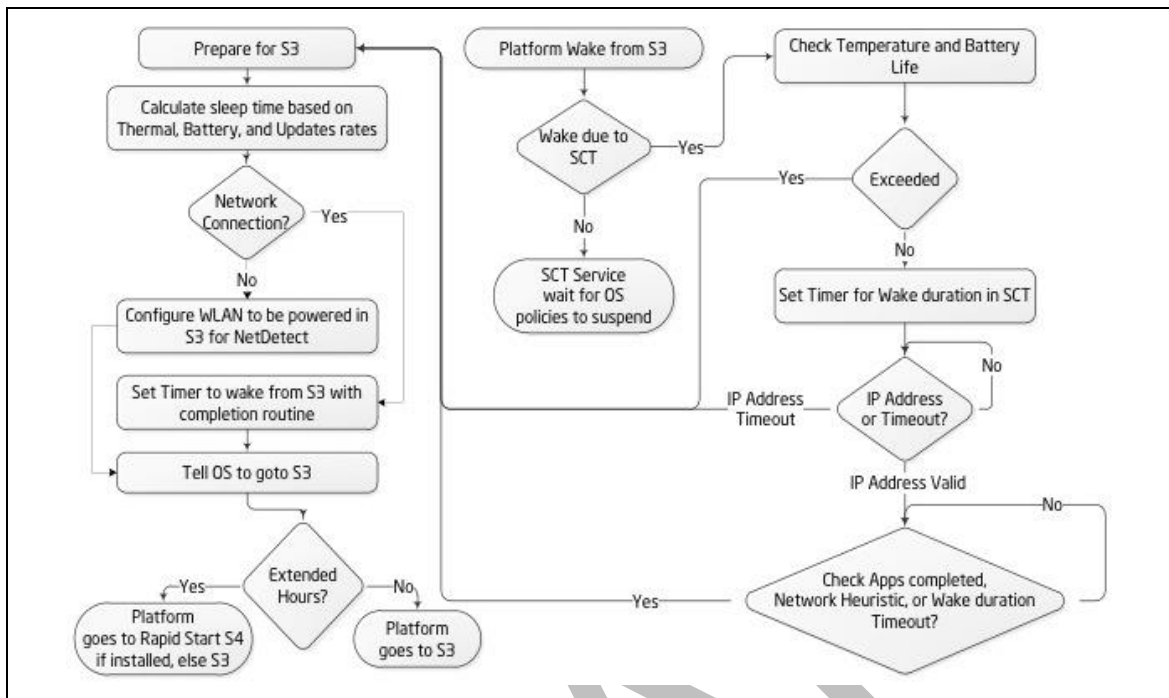 Prepare for S3
Calculate sleep time based on
Thermal, Battery, and Updates rates
Network
Connection?
Yes
No
Configure WLAN to be powered in
S3 for NetDetect
Set Timer to wake from S3 with
completion routine
Tell OS to goto S3
Extended
Hours?
Yes
No
Platform
goes to Rapid Start S4
if installed, else S3
Platform
goes to S3
Platform Wake from S3
Wake due to
SCT
Yes
No
SCT Service
wait for OS
policies to suspend
Check Temperature and Battery
Life
Exceeded
Yes
No
Set Timer for Wake duration in SCT
No
IP Address
or Timeout?
IP Address
Timeout
IP Address Valid
No
Check Apps completed,
Network Heuristic, or Wake duration
Timeout?
Yes